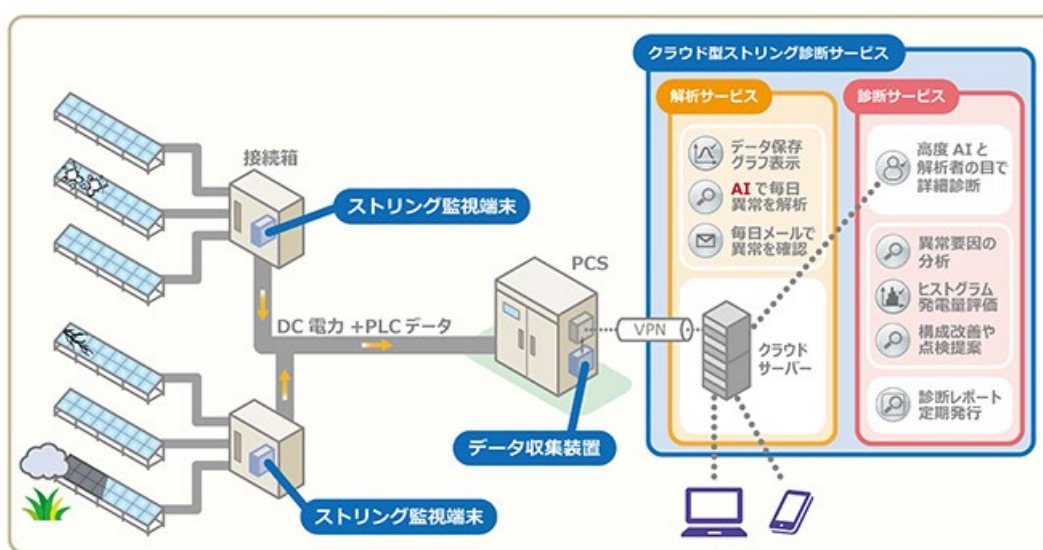 クラウド型ストリング診断サービス
解析サービス
診断サービス
データ保存
グラフ表示
AIで毎日
異常を解析
毎日メールで
異常を確認
高度 AI と
解析者の目で
詳細診断
異常要因の
分析
ヒストグラム
発電量評価
構成改善や
点検提案
診断レポート
定期発行
接続箱
ストリング監視端末
PCS
DC 電力 +PLC データ
VPN
クラウド
サーバー
データ収集装置
ストリング監視端末